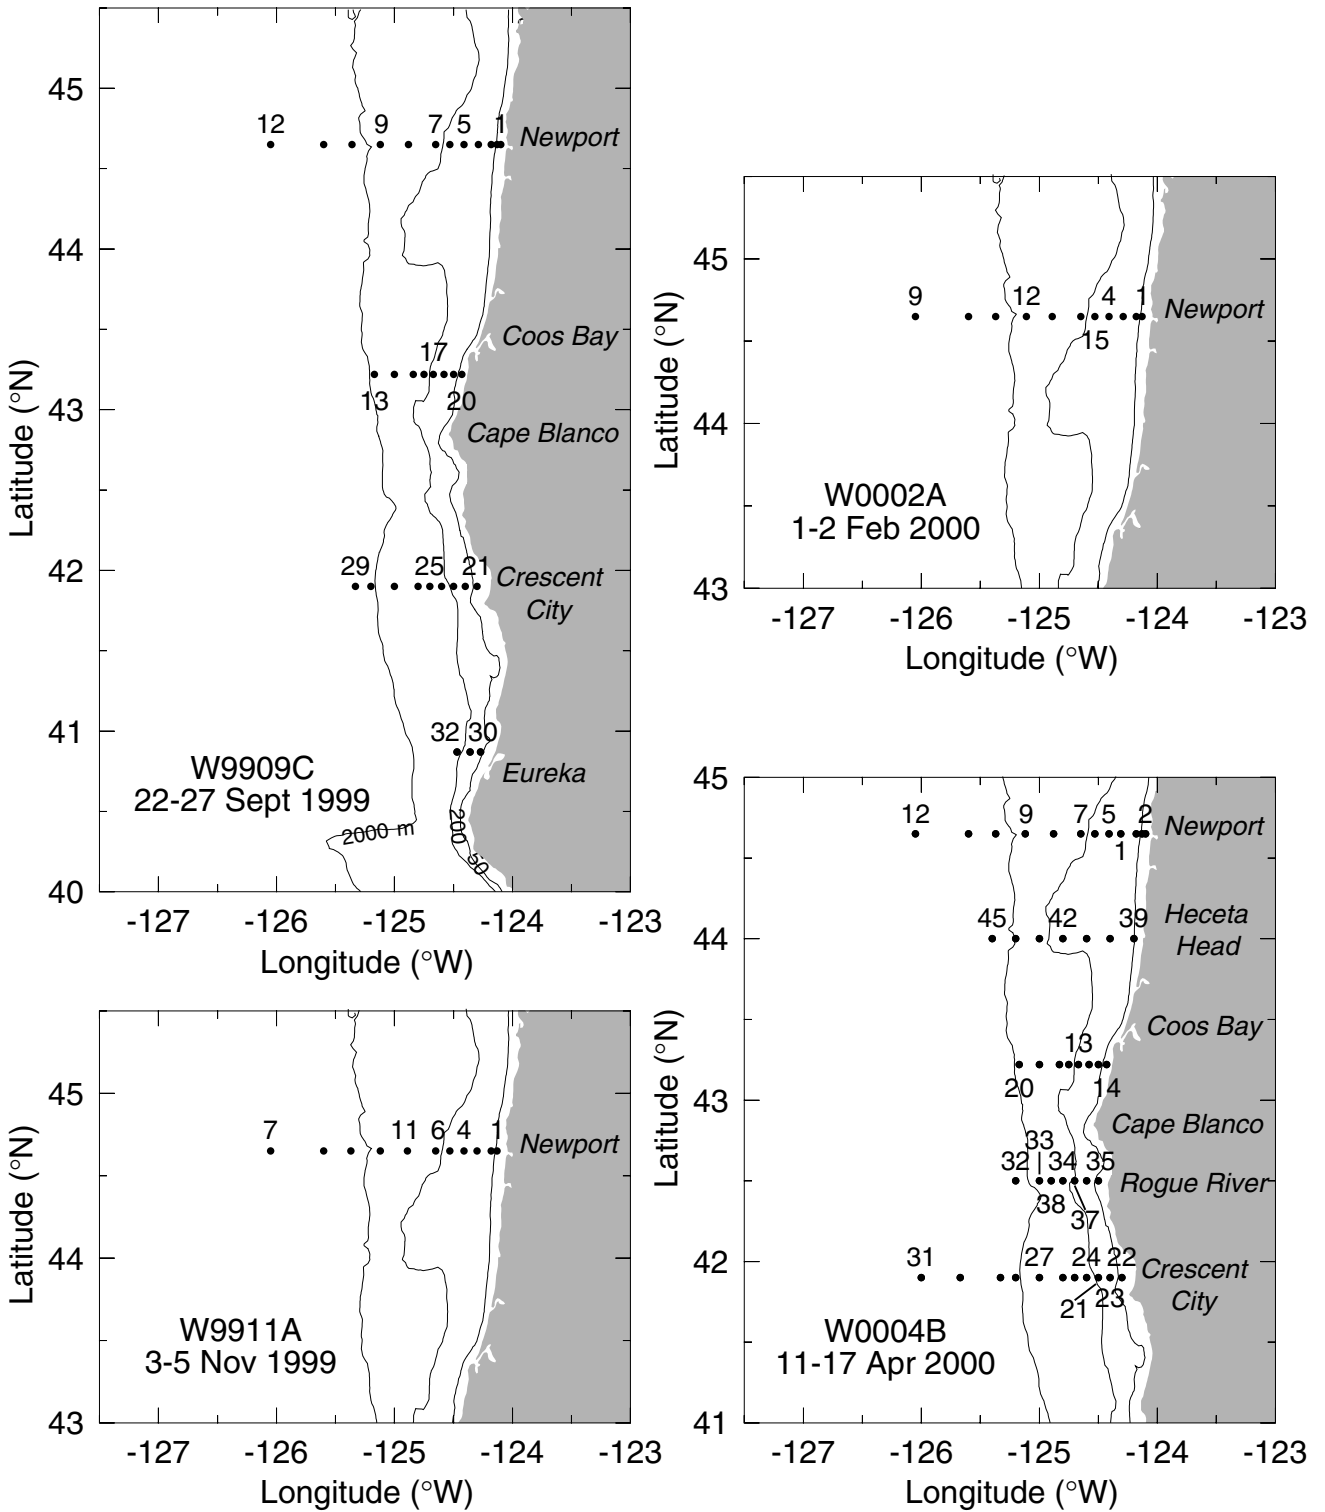 45
44
43
42
41
40
Latitude (°N)
12 9 7 5 1
Newport
17
Coos Bay
13 20
Cape Blanco
29 25 21
Crescent
City
32 30
Eureka
W9909C
22-27 Sept 1999
2000 m
200
50
-127 -126 -125 -124 -123
Longitude (°W)
45
44
43
Latitude (°N)
9 12 4 1
Newport
15
W0002A
1-2 Feb 2000
-127 -126 -125 -124 -123
Longitude (°W)
45
44
43
Latitude (°N)
7 11 6 4 1
Newport
W9911A
3-5 Nov 1999
-127 -126 -125 -124 -123
Longitude (°W)
45
44
43
42
41
Latitude (°N)
12 9 7 5 2
Newport
1
45 42 39
Heceta
Head
Coos Bay
13
20 14
Cape Blanco
33
32 34 35
Rogue River
38 37
31 27 24 22
Crescent
City
21 23
W0004B
11-17 Apr 2000
-127 -126 -125 -124 -123
Longitude (°W)